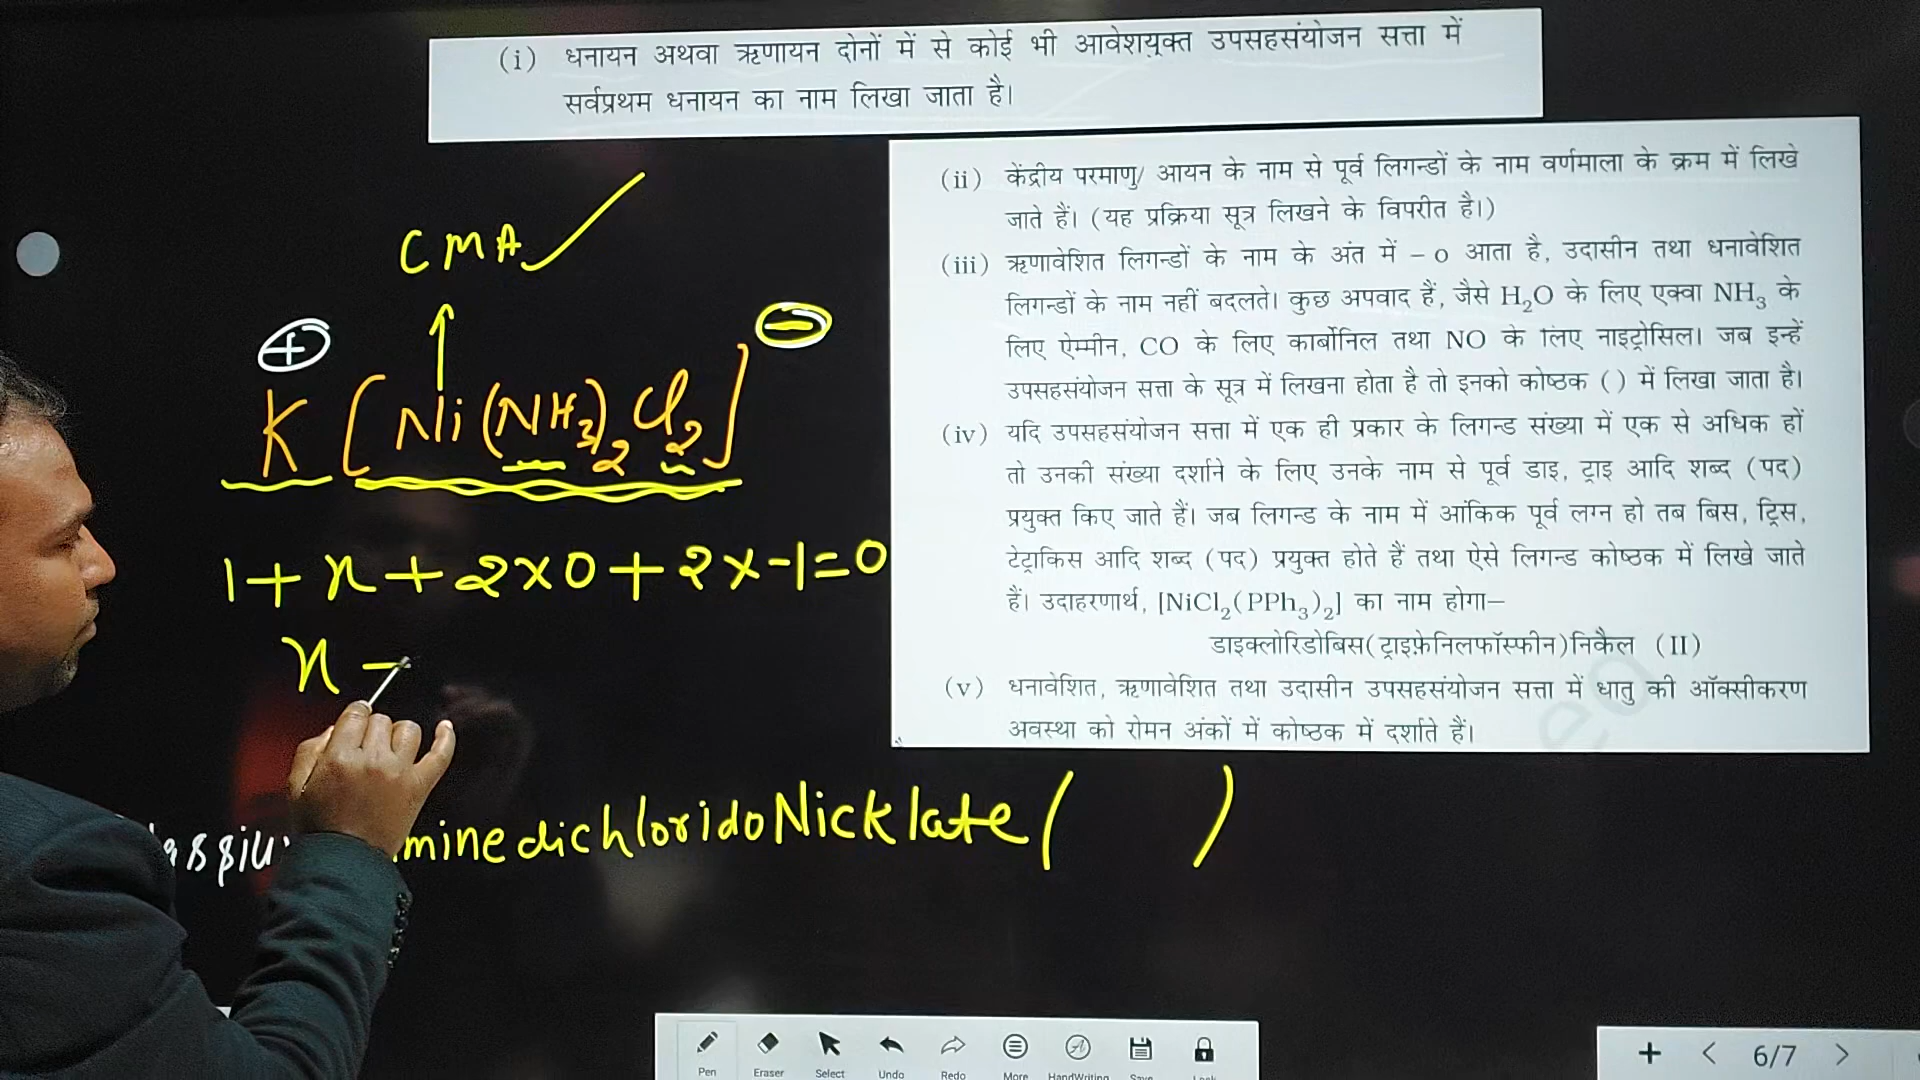 (i) धनायन अथवा ऋणायन दोनों में से कोई भी आवेशयुक्त उपसहसंयोजन सत्ता में
सर्वप्रथम धनायन का नाम लिखा जाता है।
(ii) केंद्रीय परमाणु/ आयन के नाम से पूर्व लिगन्डों के नाम वर्णमाला के क्रम में लिखे
जाते हैं। (यह प्रक्रिया सूत्र लिखने के विपरीत है।)
(iii) ऋणावेशित लिगन्डों के नाम के अंत में – o आता है, उदासीन तथा धनावेशित
लिगन्डों के नाम नहीं बदलते। कुछ अपवाद हैं, जैसे H₂O के लिए एक्वा NH₃ के
लिए ऐम्मीन, CO के लिए कार्बोनिल तथा NO के लिए नाइट्रोसिल। जब इन्हें
उपसहसंयोजन सत्ता के सूत्र में लिखना होता है तो इनको कोष्ठक ( ) में लिखा जाता है।
(iv) यदि उपसहसंयोजन सत्ता में एक ही प्रकार के लिगन्ड संख्या में एक से अधिक हों
तो उनकी संख्या दर्शाने के लिए उनके नाम से पूर्व डाइ, ट्राइ आदि शब्द (पद)
प्रयुक्त किए जाते हैं। जब लिगन्ड के नाम में आंकिक पूर्व लग्न हो तब बिस, ट्रिस,
टेट्राकिस आदि शब्द (पद) प्रयुक्त होते हैं तथा ऐसे लिगन्ड कोष्ठक में लिखे जाते
हैं। उदाहरणार्थ, [NiCl₂(PPh₃)₂] का नाम होगा–
डाइक्लोरिडोबिस(ट्राइफ़ेनिलफॉस्फीन)निकैल (II)
(v) धनावेशित, ऋणावेशित तथा उदासीन उपसहसंयोजन सत्ता में धातु की ऑक्सीकरण
अवस्था को रोमन अंकों में कोष्ठक में दर्शाते हैं।
CMA
+ −
K [Ni(NH₃)₂Cl₂]
1 + x + 2×0 + 2×-1=0
x
minedichloridoNicklate ( )
Pen Eraser Select Undo Redo More HandWriting Save Lock
+ < 6/7 >